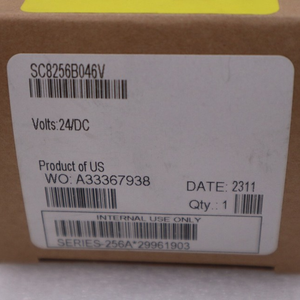 SC8256B046V
Volts:24/DC
Product of US
WO: A33367938
DATE: 2311
Qty.: 1
INTERNAL USE ONLY
SERIES-256A*29961903